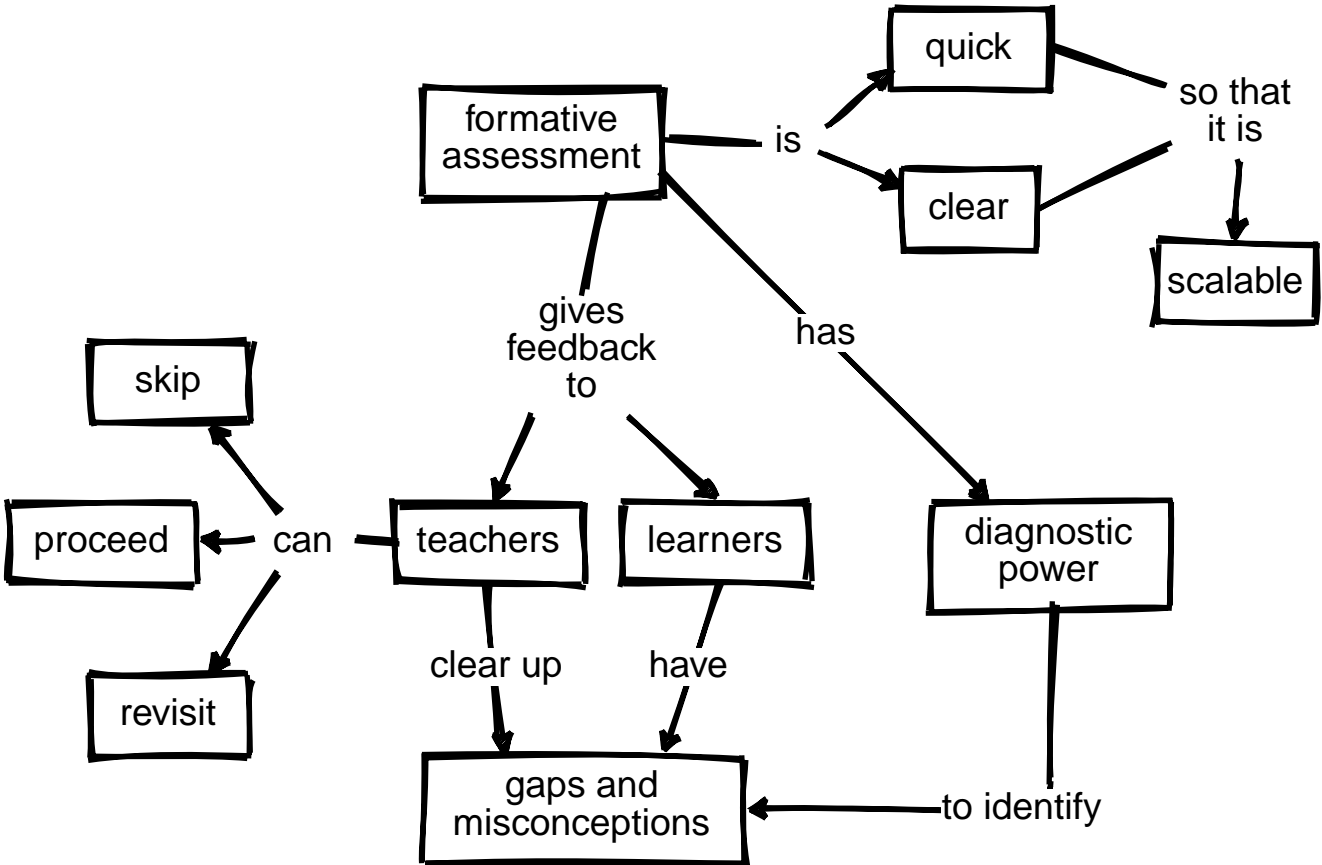 quick
so that
it is
formative
assessment
is
clear
scalable
gives
feedback
to
has
skip
proceed
can
teachers
learners
diagnostic
power
clear up
have
revisit
gaps and
misconceptions
to identify